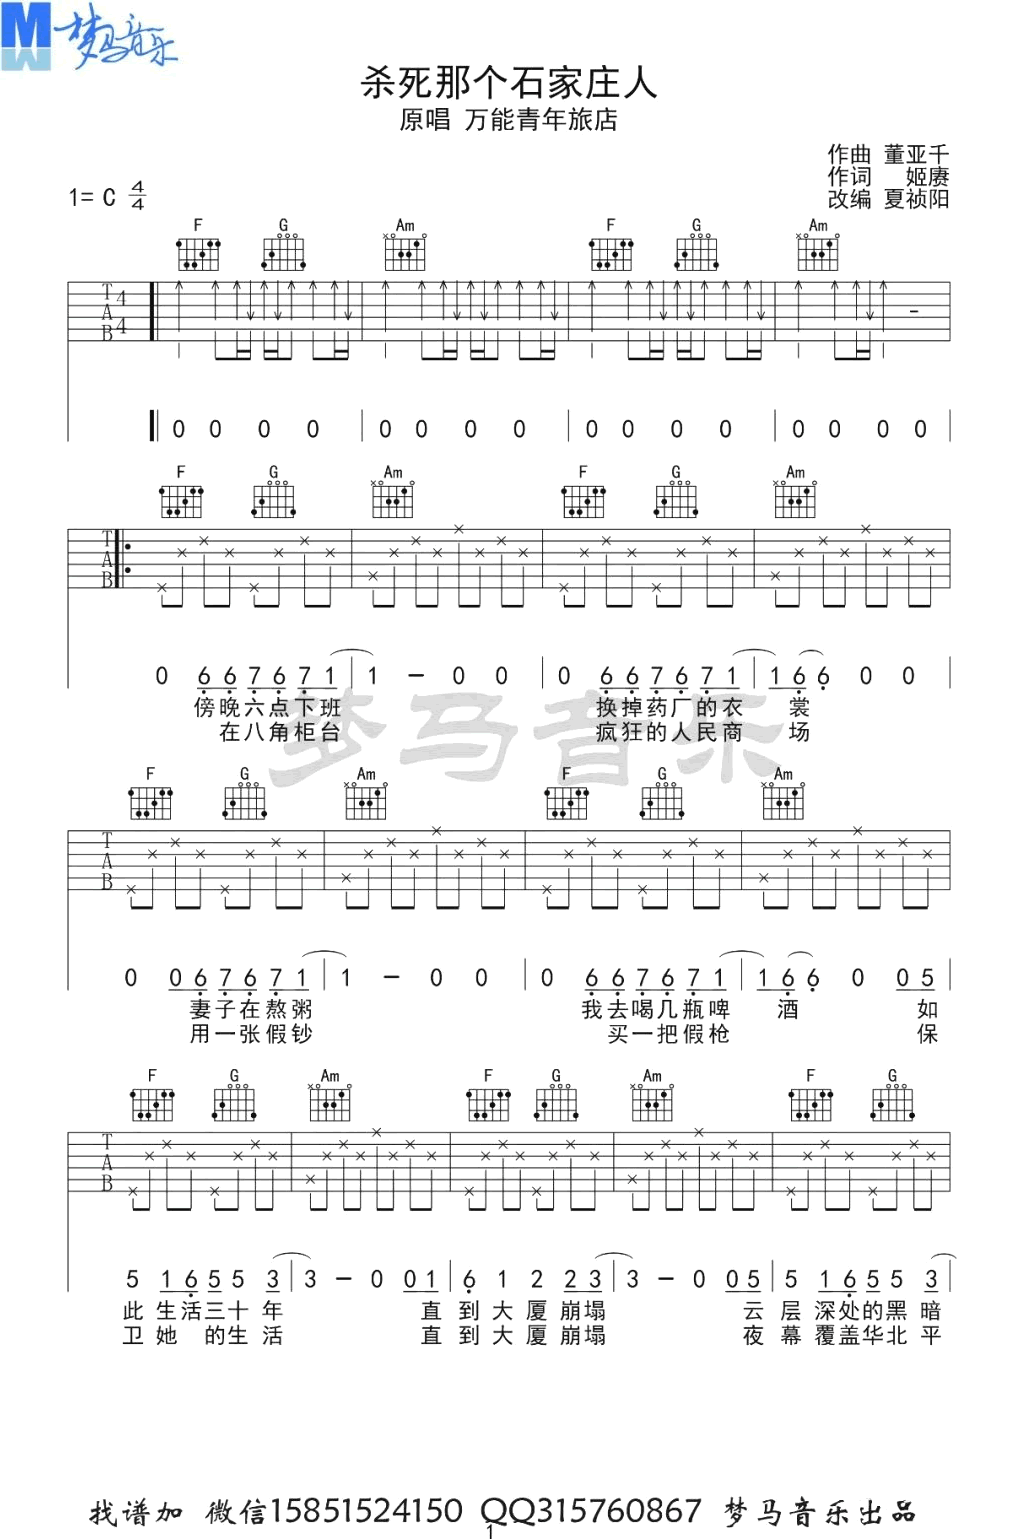 M 梦马音乐
杀死那个石家庄人
原唱 万能青年旅店
作曲 董亚千
作词 姬赓
改编 夏祯阳
1= C 4/4
F G Am F G Am
T A B 4/4
0 0 0 0 | 0 0 0 0 | 0 0 0 0 | 0 0 0 0
F G Am F G Am
T A B
0 6 6 7 6 7 1 | 1 - 0 0 | 0 6 6 7 6 7 1 | 1 6 6 0 0
傍晚六点下班 换掉药厂的衣 裳
在八角柜台 疯狂的人民商 场
梦马音乐
F G Am F G Am
T A B
0 0 6 7 6 7 1 | 1 - 0 0 | 0 6 6 7 6 7 1 | 1 6 6 0 0 5
妻子在熬粥 我去喝几瓶啤 酒 如
用一张假钞 买一把假枪 保
F G Am F G Am F G
T A B
5 1 6 5 5 3 | 3 - 0 0 1 | 6 1 2 2 3 | 3 - 0 0 5 | 5 1 6 5 5 3
此 生活三十年 直 到大厦崩塌 云 层深处的黑暗
卫她 的生活 直 到大厦崩塌 夜 幕覆盖华北平
找谱加 微信15851524150 QQ315760867 梦马音乐出品
1